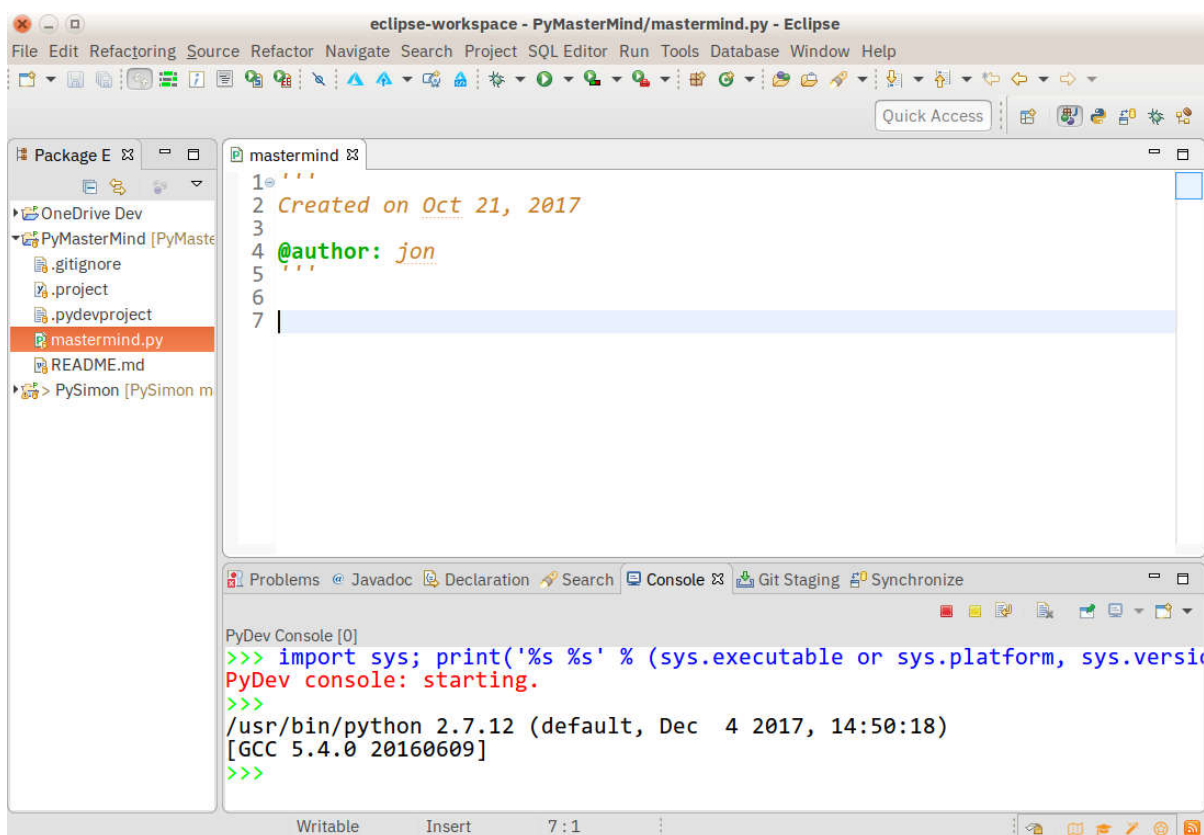 eclipse-workspace - PyMasterMind/mastermind.py - Eclipse
File Edit Refactoring Source Refactor Navigate Search Project SQL Editor Run Tools Database Window Help
Quick Access
Package E
mastermind
OneDrive Dev
PyMasterMind [PyMaste
.gitignore
.project
.pydevproject
mastermind.py
README.md
> PySimon [PySimon m
1 '''
2 Created on Oct 21, 2017
3
4 @author: jon
5 '''
6
7
Problems Javadoc Declaration Search Console Git Staging Synchronize
PyDev Console [0]
>>> import sys; print('%s %s' % (sys.executable or sys.platform, sys.versio
PyDev console: starting.
>>>
/usr/bin/python 2.7.12 (default, Dec  4 2017, 14:50:18)
[GCC 5.4.0 20160609]
>>>
Writable Insert 7 : 1